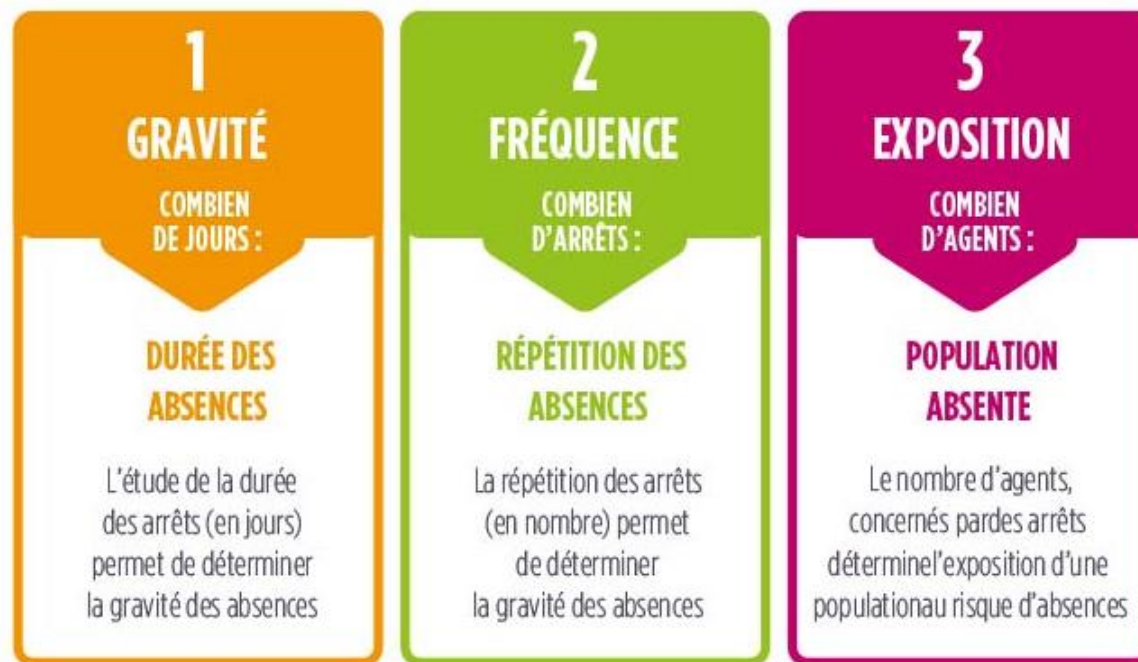 1
GRAVITÉ
COMBIEN
DE JOURS :
DURÉE DES
ABSENCES
L'étude de la durée
des arrêts (en jours)
permet de déterminer
la gravité des absences
2
FRÉQUENCE
COMBIEN
D'ARRÊTS :
RÉPÉTITION DES
ABSENCES
La répétition des arrêts
(en nombre) permet
de déterminer
la gravité des absences
3
EXPOSITION
COMBIEN
D'AGENTS :
POPULATION
ABSENTE
Le nombre d'agents,
concernés pardes arrêts
déterminel'exposition d'une
populationau risque d'absences